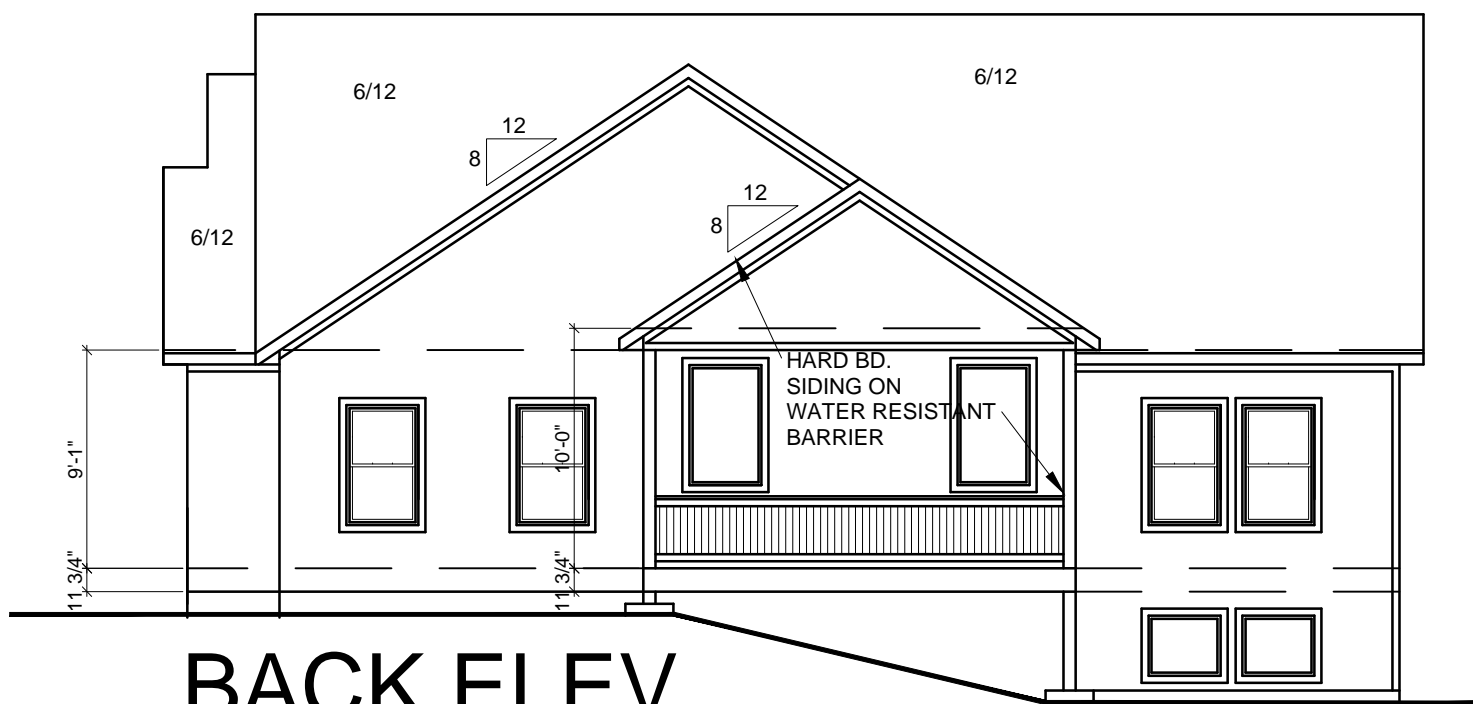 6/12
6/12
12
8
12
8
6/12
HARD BD.
SIDING ON
WATER RESISTANT
BARRIER
9'-1"
10'-0"
11 3/4"
11 3/4"
BACK ELEV